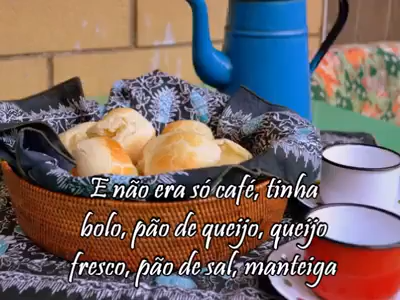 E não era só café, tinha
bolo, pão de queijo, queijo
fresco, pão de sal, manteiga